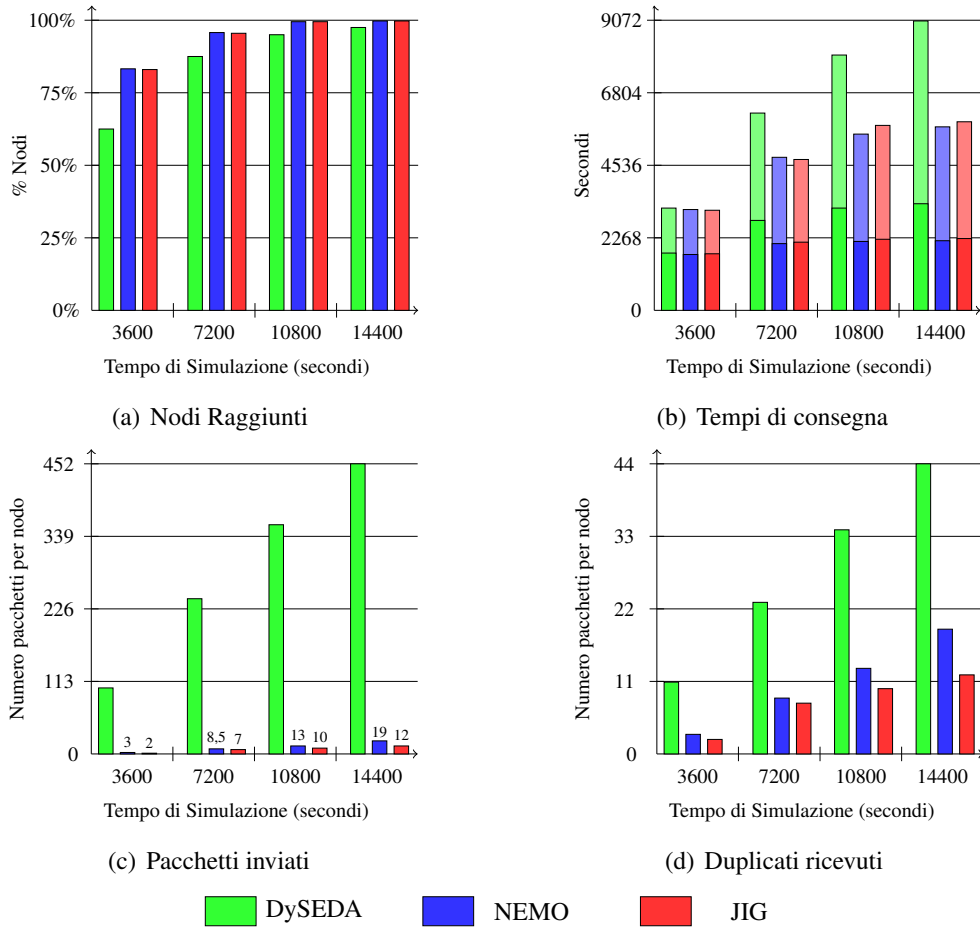 100%
75%
50%
25%
0%
% Nodi
3600 7200 10800 14400
Tempo di Simulazione (secondi)
(a) Nodi Raggiunti
9072
6804
4536
2268
0
Secondi
3600 7200 10800 14400
Tempo di Simulazione (secondi)
(b) Tempi di consegna
452
339
226
113
0
Numero pacchetti per nodo
3 2 8,5 7 13 10 19 12
3600 7200 10800 14400
Tempo di Simulazione (secondi)
(c) Pacchetti inviati
44
33
22
11
0
Numero pacchetti per nodo
3600 7200 10800 14400
Tempo di Simulazione (secondi)
(d) Duplicati ricevuti
DySEDA NEMO JIG